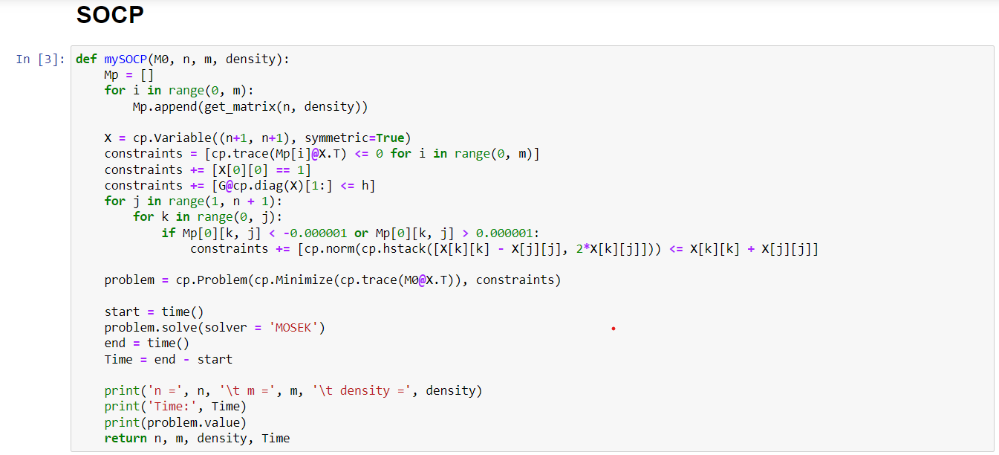 SOCP
In [3]: def mySOCP(M0, n, m, density):
    Mp = []
    for i in range(0, m):
        Mp.append(get_matrix(n, density))
    X = cp.Variable((n+1, n+1), symmetric=True)
    constraints = [cp.trace(Mp[i]@X.T) <= 0 for i in range(0, m)]
    constraints += [X[0][0] == 1]
    constraints += [G@cp.diag(X)[1:] <= h]
    for j in range(1, n + 1):
        for k in range(0, j):
            if Mp[0][k, j] < -0.000001 or Mp[0][k, j] > 0.000001:
                constraints += [cp.norm(cp.hstack([X[k][k] - X[j][j], 2*X[k][j]])) <= X[k][k] + X[j][j]]
    problem = cp.Problem(cp.Minimize(cp.trace(M0@X.T)), constraints)
    start = time()
    problem.solve(solver = 'MOSEK')
    end = time()
    Time = end - start
    print('n =', n, '\t m =', m, '\t density =', density)
    print('Time:', Time)
    print(problem.value)
    return n, m, density, Time